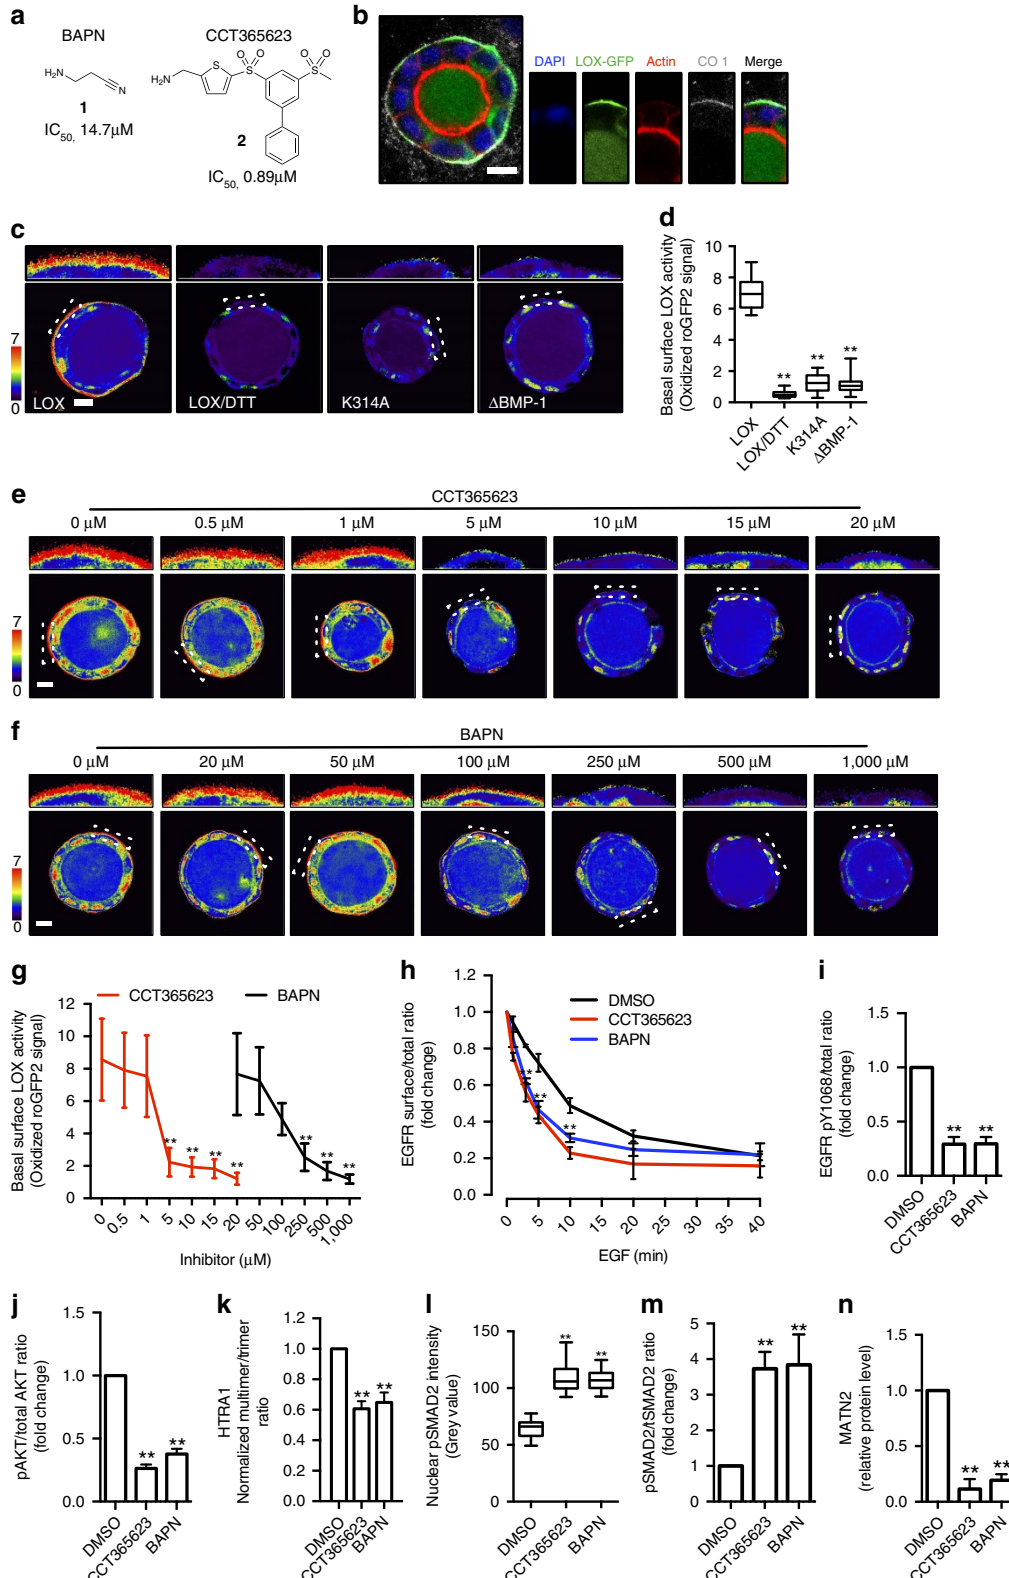 a
BAPN
H₂N
N
1
IC50, 14.7µM
CCT365623
H₂N
S
O O
S
O O
S
2
IC50, 0.89µM
b
DAPI LOX-GFP Actin CO 1 Merge
c
7
0
LOX
LOX/DTT
K314A
ΔBMP-1
d
Basal surface LOX activity
(Oxidized roGFP2 signal)
10
8
6
4
2
0
**
**
**
LOX
LOX/DTT
K314A
ΔBMP-1
e
CCT365623
0 µM 0.5 µM 1 µM 5 µM 10 µM 15 µM 20 µM
7
0
f
BAPN
0 µM 20 µM 50 µM 100 µM 250 µM 500 µM 1,000 µM
7
0
g
CCT365623 BAPN
Basal surface LOX activity
(Oxidized roGFP2 signal)
12
10
8
6
4
2
0
** ** ** ** ** ** **
0 0.5 1 5 10 15 20 50 100 250 500 1,000
Inhibitor (µM)
h
EGFR surface/total ratio
(fold change)
1.2
1.0
0.8
0.6
0.4
0.2
0.0
DMSO
CCT365623
BAPN
**
**
**
0 5 10 15 20 25 30 35 40
EGF (min)
i
EGFR pY1068/total ratio
(fold change)
1.5
1.0
0.5
0.0
** **
DMSO
CCT365623
BAPN
j
pAKT/total AKT ratio
(fold change)
1.5
1.0
0.5
0.0
** **
DMSO
CCT365623
BAPN
k
HTRA1
Normalized multimer/trimer
ratio
1.2
1.0
0.8
0.6
0.4
0.2
0.0
** **
DMSO
CCT365623
BAPN
l
Nuclear pSMAD2 intensity
(Grey value)
150
100
50
0
** **
DMSO
CCT365623
BAPN
m
pSMAD2/tSMAD2 ratio
(fold change)
5
4
3
2
1
0
** **
DMSO
CCT365623
BAPN
n
MATN2
(relative protein level)
1.5
1.0
0.5
0.0
** **
DMSO
CCT365623
BAPN